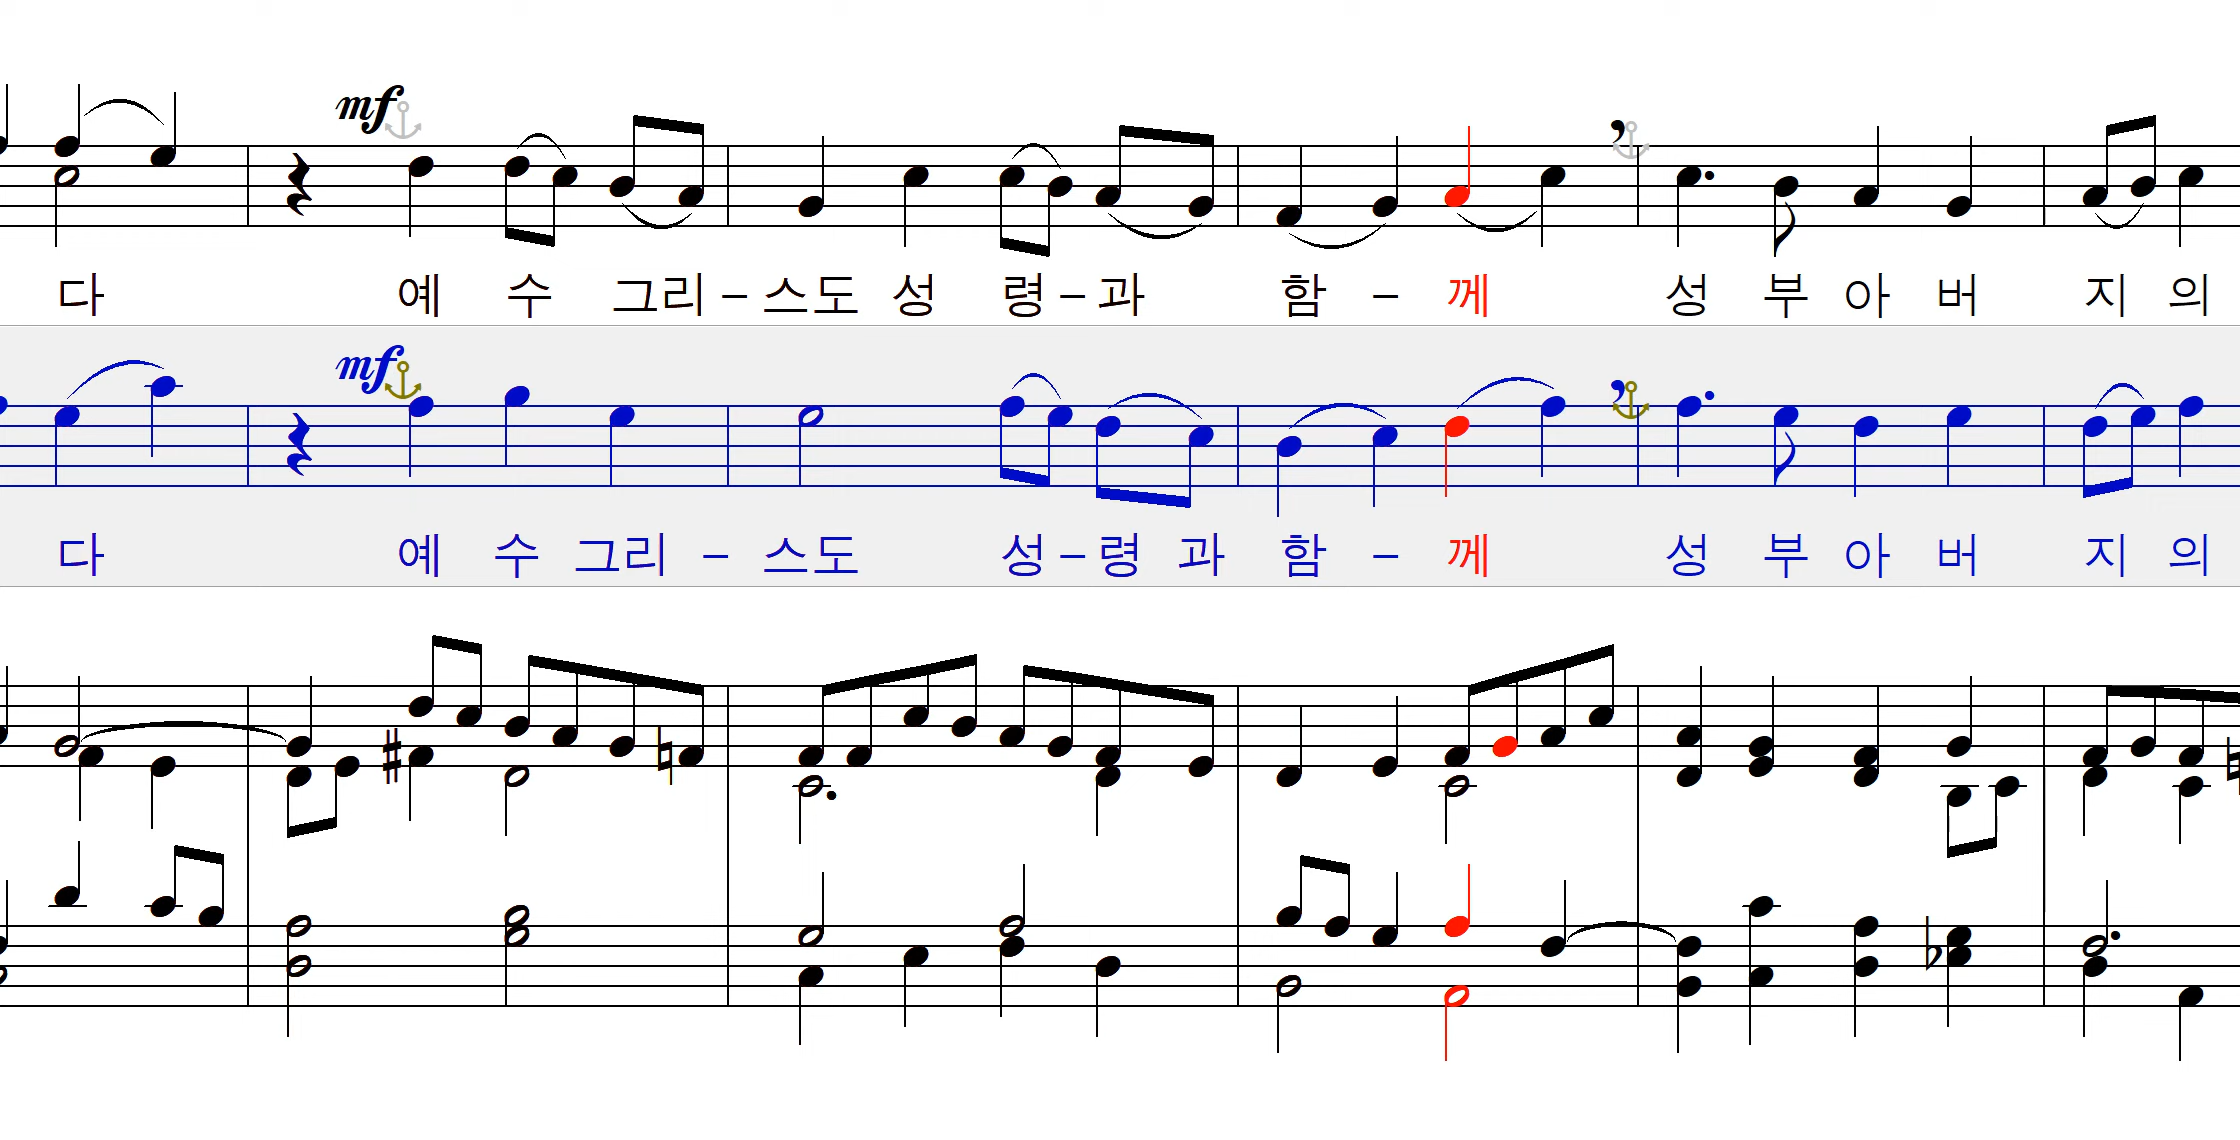 mf
다 예 수 그리 – 스도 성 령 – 과 함 – 께 성 부 아 버 지 의
mf
다 예 수 그리 – 스도 성 – 령 과 함 – 께 성 부 아 버 지 의